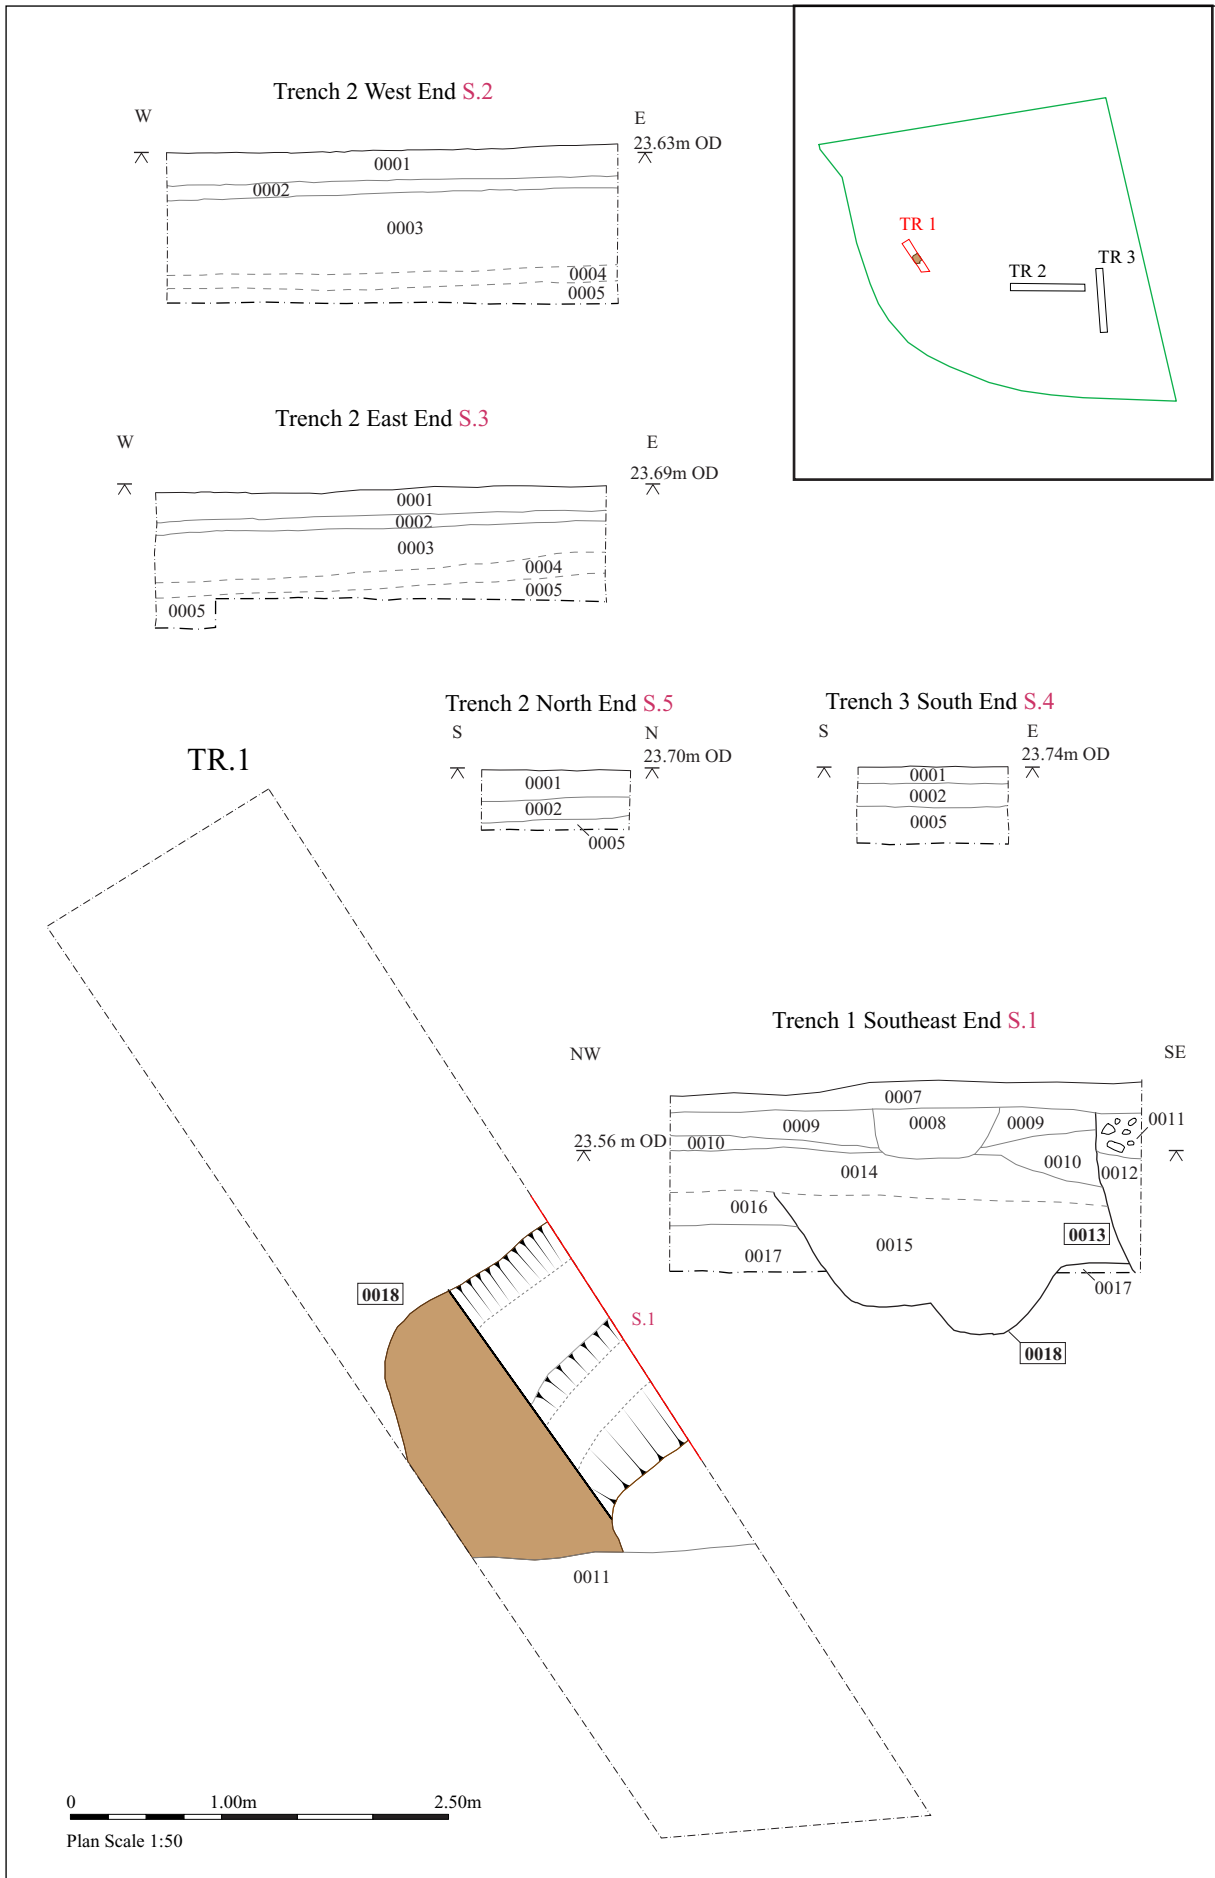 Trench 2 West End S.2
W
E
23.63m OD
0001
0002
0003
0004
0005
TR 1
TR 2
TR 3
Trench 2 East End S.3
W
E
23.69m OD
0001
0002
0003
0004
0005
0005
Trench 2 North End S.5
S
N
23.70m OD
0001
0002
0005
Trench 3 South End S.4
S
E
23.74m OD
0001
0002
0005
TR.1
0018
S.1
0011
Trench 1 Southeast End S.1
NW
SE
23.56 m OD
0007
0008
0009
0009
0010
0010
0011
0012
0014
0016
0015
0013
0017
0017
0018
0 1.00m 2.50m
Plan Scale 1:50